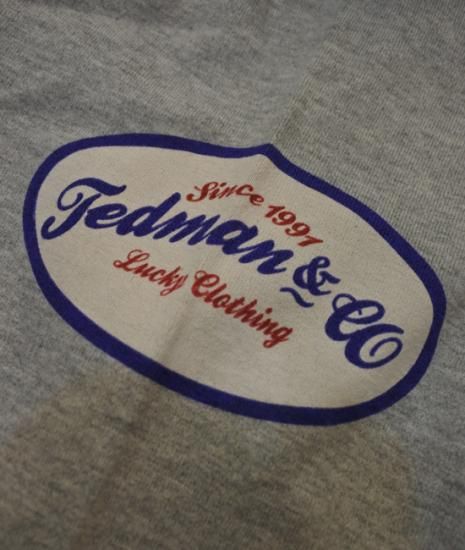 Since 1991
Tedman & CO
Lucky Clothing